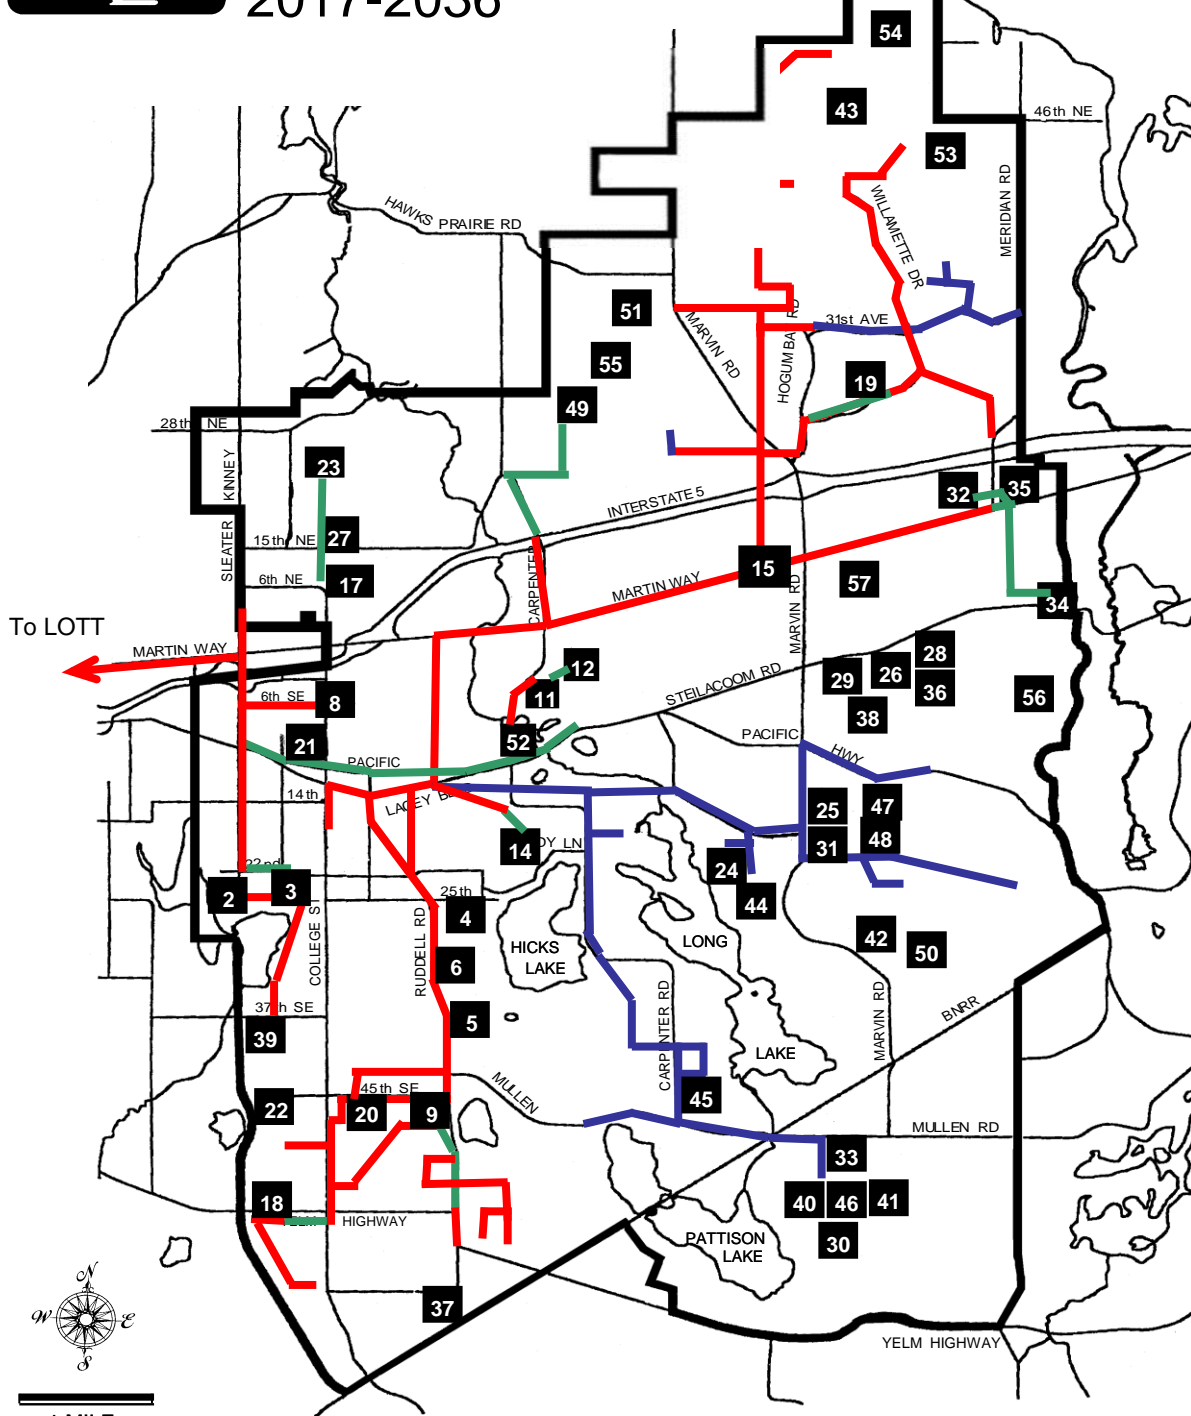 2017-2036
54
43
46th NE
53
MERIDIAN RD
WILLAMETTE DR
HAWKS PRAIRIE RD
51
MARVIN RD
HOGUM BA RD
31st AVE
55
19
49
28th NE
23
SLEATER KINNEY
INTERSTATE 5
32
35
27
15th NE
CARPENTER
15
17
6th NE
MARTIN WAY
57
MARVIN RD
34
To LOTT
MARTIN WAY
28
12
STEILACOOM RD
29
26
36
56
6th SE
8
11
38
21
52
PACIFIC
PACIFIC
HWY
14th
LACEY
25
47
14
DY LN
31
48
22nd
24
2
3
25th
44
4
COLLEGE ST
RUDDELL RD
HICKS
LAKE
LONG
42
50
6
37th SE
39
5
CARPENTER RD
MARVIN RD
BNRR
LAKE
MULLEN
45th SE
22
20
9
45
MULLEN RD
33
18
40
46
41
HIGHWAY
PATTISON
LAKE
30
N
W
E
S
37
YELM HIGHWAY